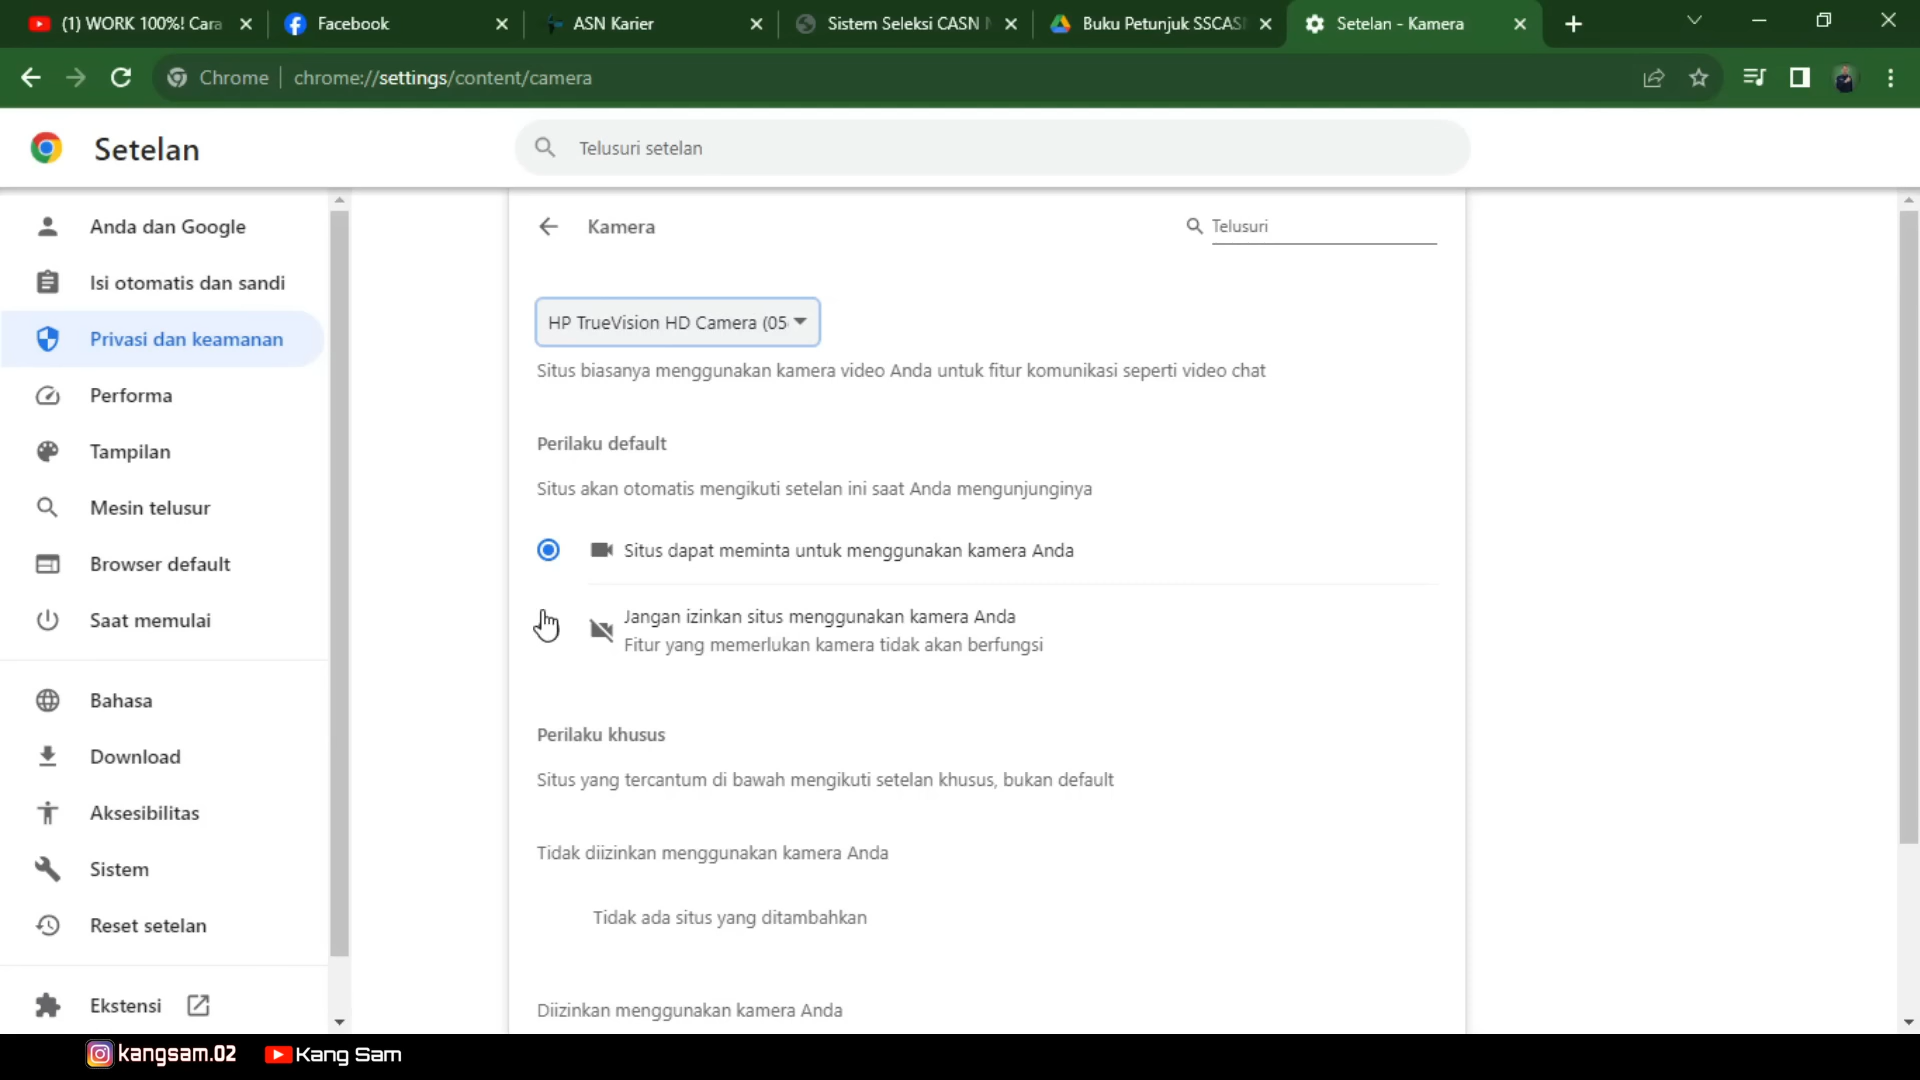 (1) WORK 100%! Cara
Facebook
ASN Karier
Sistem Seleksi CASN
Buku Petunjuk SSCASN
Setelan - Kamera
Chrome
chrome://settings/content/camera
Setelan
Telusuri setelan
Anda dan Google
Isi otomatis dan sandi
Privasi dan keamanan
Performa
Tampilan
Mesin telusur
Browser default
Saat memulai
Bahasa
Download
Aksesibilitas
Sistem
Reset setelan
Ekstensi
Kamera
Telusuri
HP TrueVision HD Camera (05
Situs biasanya menggunakan kamera video Anda untuk fitur komunikasi seperti video chat
Perilaku default
Situs akan otomatis mengikuti setelan ini saat Anda mengunjunginya
Situs dapat meminta untuk menggunakan kamera Anda
Jangan izinkan situs menggunakan kamera Anda
Fitur yang memerlukan kamera tidak akan berfungsi
Perilaku khusus
Situs yang tercantum di bawah mengikuti setelan khusus, bukan default
Tidak diizinkan menggunakan kamera Anda
Tidak ada situs yang ditambahkan
Diizinkan menggunakan kamera Anda
kangsam.02
Kang Sam